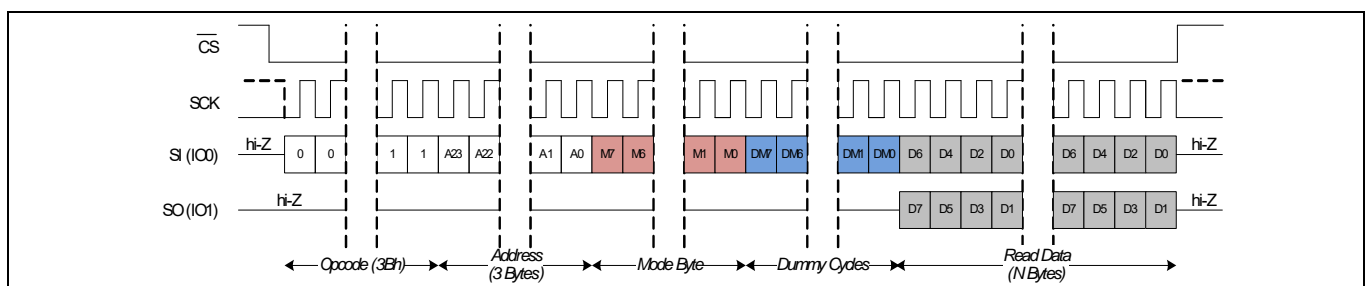 CS
SCK
hi-Z
SI (IO0)
0 0 1 1 A23 A22 A1 A0 M7 M6 M1 M0 DM7 DM6 DM1 DM0 D6 D4 D2 D0 D6 D4 D2 D0
hi-Z
hi-Z
SO (IO1)
D7 D5 D3 D1 D7 D5 D3 D1
hi-Z
Opcode (3Bh)
Address
(3 Bytes)
Mode Byte
Dummy Cycles
Read Data
(N Bytes)